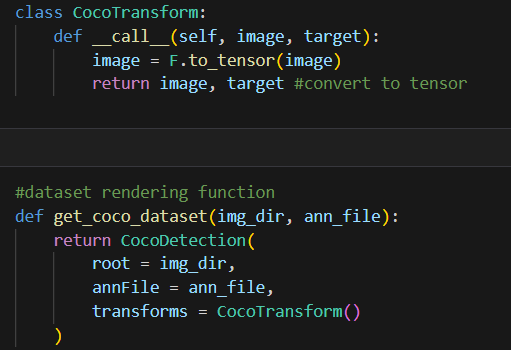 class CocoTransform:
    def __call__(self, image, target):
        image = F.to_tensor(image)
        return image, target #convert to tensor
#dataset rendering function
def get_coco_dataset(img_dir, ann_file):
    return CocoDetection(
        root = img_dir,
        annFile = ann_file,
        transforms = CocoTransform()
    )